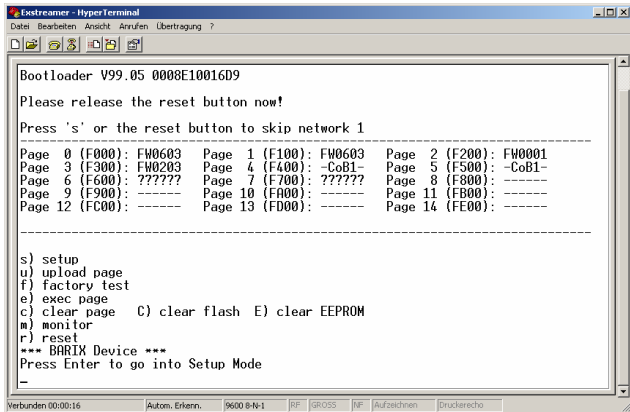 Exstreamer - HyperTerminal
Datei Bearbeiten Ansicht Anrufen Übertragung ?
Bootloader V99.05 0008E10016D9
Please release the reset button now!
Press 's' or the reset button to skip network 1
--------------------------------------------------------------------------------
Page 0 (F000): FW0603 Page 1 (F100): FW0603 Page 2 (F200): FW0001
Page 3 (F300): FW0203 Page 4 (F400): -CoB1- Page 5 (F500): -CoB1-
Page 6 (F600): ?????? Page 7 (F700): ?????? Page 8 (F800): ------
Page 9 (F900): ------ Page 10 (FA00): ------ Page 11 (FB00): ------
Page 12 (FC00): ------ Page 13 (FD00): ------ Page 14 (FE00): ------
--------------------------------------------------------------------------------
s) setup
u) upload page
f) factory test
e) exec page
c) clear page C) clear flash E) clear EEPROM
m) monitor
r) reset
*** BARIX Device ***
Press Enter to go into Setup Mode
_
Verbunden 00:00:16 Autom. Erkenn. 9600 8-N-1 RF GROSS NF Aufzeichnen Druckerecho